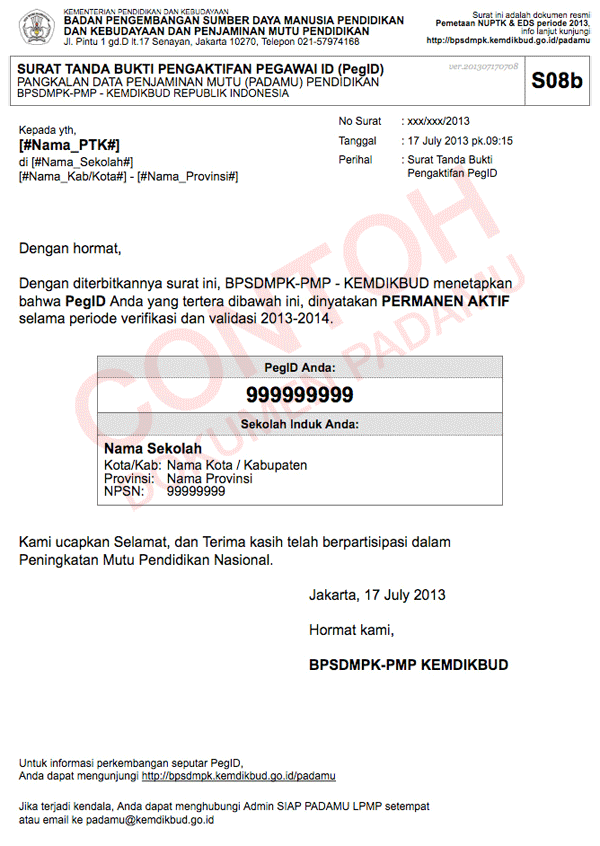 KEMENTERIAN PENDIDIKAN DAN KEBUDAYAAN
BADAN PENGEMBANGAN SUMBER DAYA MANUSIA PENDIDIKAN
DAN KEBUDAYAAN DAN PENJAMINAN MUTU PENDIDIKAN
Jl. Pintu 1 gd.D lt.17 Senayan, Jakarta 10270, Telepon 021-57974168
Surat ini adalah dokumen resmi
Pemetaan NUPTK & EDS periode 2013,
info lanjut kunjungi
http://bpsdmpk.kemdikbud.go.id/padamu
SURAT TANDA BUKTI PENGAKTIFAN PEGAWAI ID (PegID)
PANGKALAN DATA PENJAMINAN MUTU (PADAMU) PENDIDIKAN
BPSDMPK-PMP - KEMDIKBUD REPUBLIK INDONESIA
ver.201307170708
S08b
Kepada yth,
[#Nama_PTK#]
di [#Nama_Sekolah#]
[#Nama_Kab/Kota#] - [#Nama_Provinsi#]
No Surat : xxx/xxx/2013
Tanggal : 17 July 2013 pk.09:15
Perihal : Surat Tanda Bukti
Pengaktifan PegID
Dengan hormat,
Dengan diterbitkannya surat ini, BPSDMPK-PMP - KEMDIKBUD menetapkan
bahwa PegID Anda yang tertera dibawah ini, dinyatakan PERMANEN AKTIF
selama periode verifikasi dan validasi 2013-2014.
CONTOH
DOKUMEN PADAMU
PegID Anda:
999999999
Sekolah Induk Anda:
Nama Sekolah
Kota/Kab: Nama Kota / Kabupaten
Provinsi: Nama Provinsi
NPSN: 99999999
Kami ucapkan Selamat, dan Terima kasih telah berpartisipasi dalam
Peningkatan Mutu Pendidikan Nasional.
Jakarta, 17 July 2013
Hormat kami,
BPSDMPK-PMP KEMDIKBUD
Untuk informasi perkembangan seputar PegID,
Anda dapat mengunjungi http://bpsdmpk.kemdikbud.go.id/padamu
Jika terjadi kendala, Anda dapat menghubungi Admin SIAP PADAMU LPMP setempat
atau email ke padamu@kemdikbud.go.id